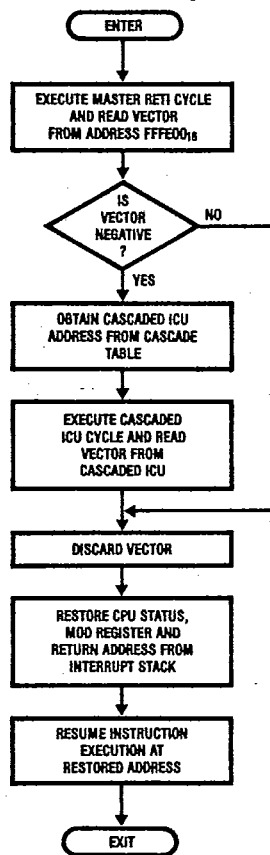 ENTER
EXECUTE MASTER RETI CYCLE
AND READ VECTOR
FROM ADDRESS FFFE00₁₆
IS
VECTOR
NEGATIVE
?
NO
YES
OBTAIN CASCADED ICU
ADDRESS FROM CASCADE
TABLE
EXECUTE CASCADED
ICU CYCLE AND READ
VECTOR FROM
CASCADED ICU
DISCARD VECTOR
RESTORE CPU STATUS,
MOD REGISTER AND
RETURN ADDRESS FROM
INTERRUPT STACK
RESUME INSTRUCTION
EXECUTION AT
RESTORED ADDRESS
EXIT